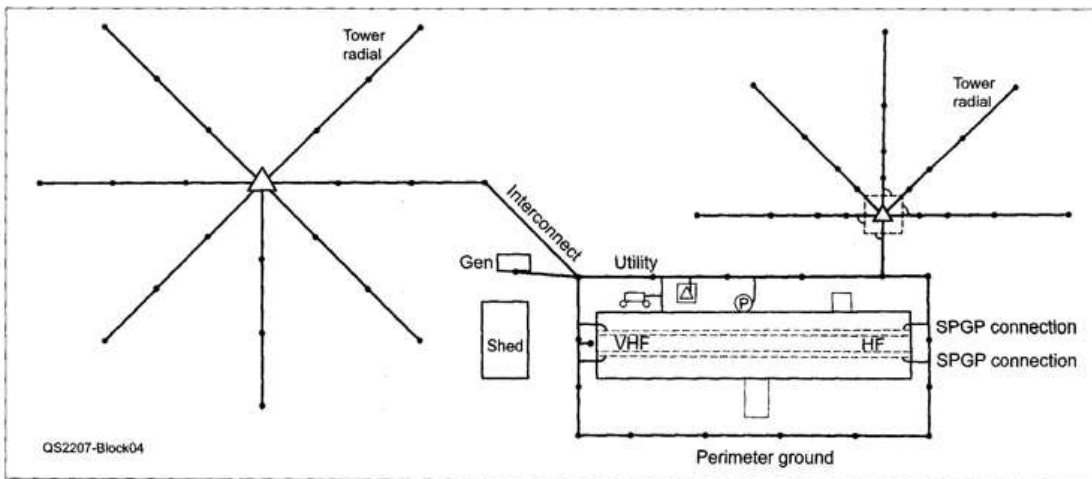 Tower
radial
Tower
radial
Interconnect
Gen
Utility
P
Shed
VHF
HF
SPGP connection
SPGP connection
QS2207-Block04
Perimeter ground